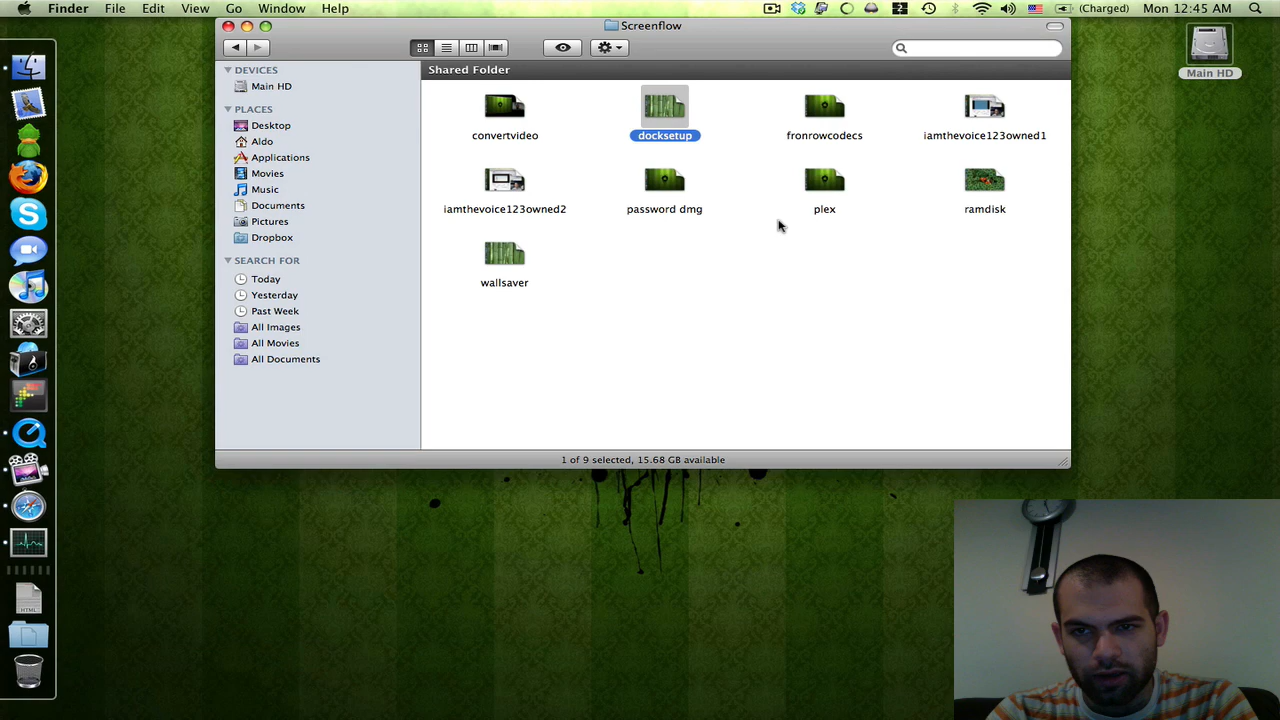 Finder File Edit View Go Window Help
2 (Charged) Mon 12:45 AM
Screenflow
Shared Folder
DEVICES
Main HD
PLACES
Desktop
Aldo
Applications
Movies
Music
Documents
Pictures
Dropbox
SEARCH FOR
Today
Yesterday
Past Week
All Images
All Movies
All Documents
convertvideo docksetup fronrowcodecs iamthevoice123owned1
iamthevoice123owned2 password dmg plex ramdisk
wallsaver
1 of 9 selected, 15.68 GB available
Main HD
HTML